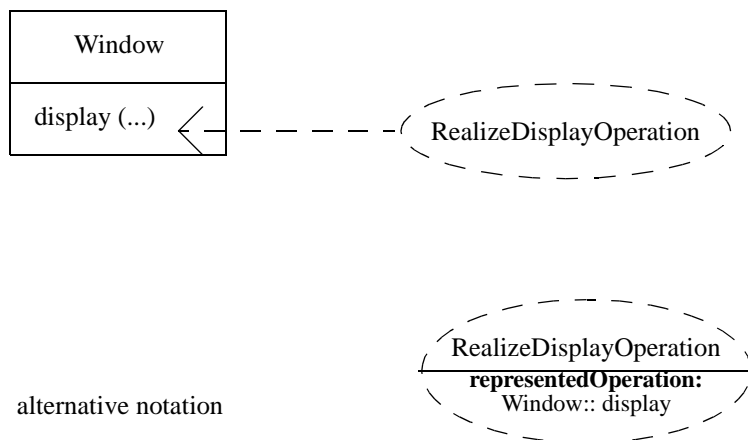 Window
display (...)
RealizeDisplayOperation
RealizeDisplayOperation
representedOperation:
Window:: display
alternative notation